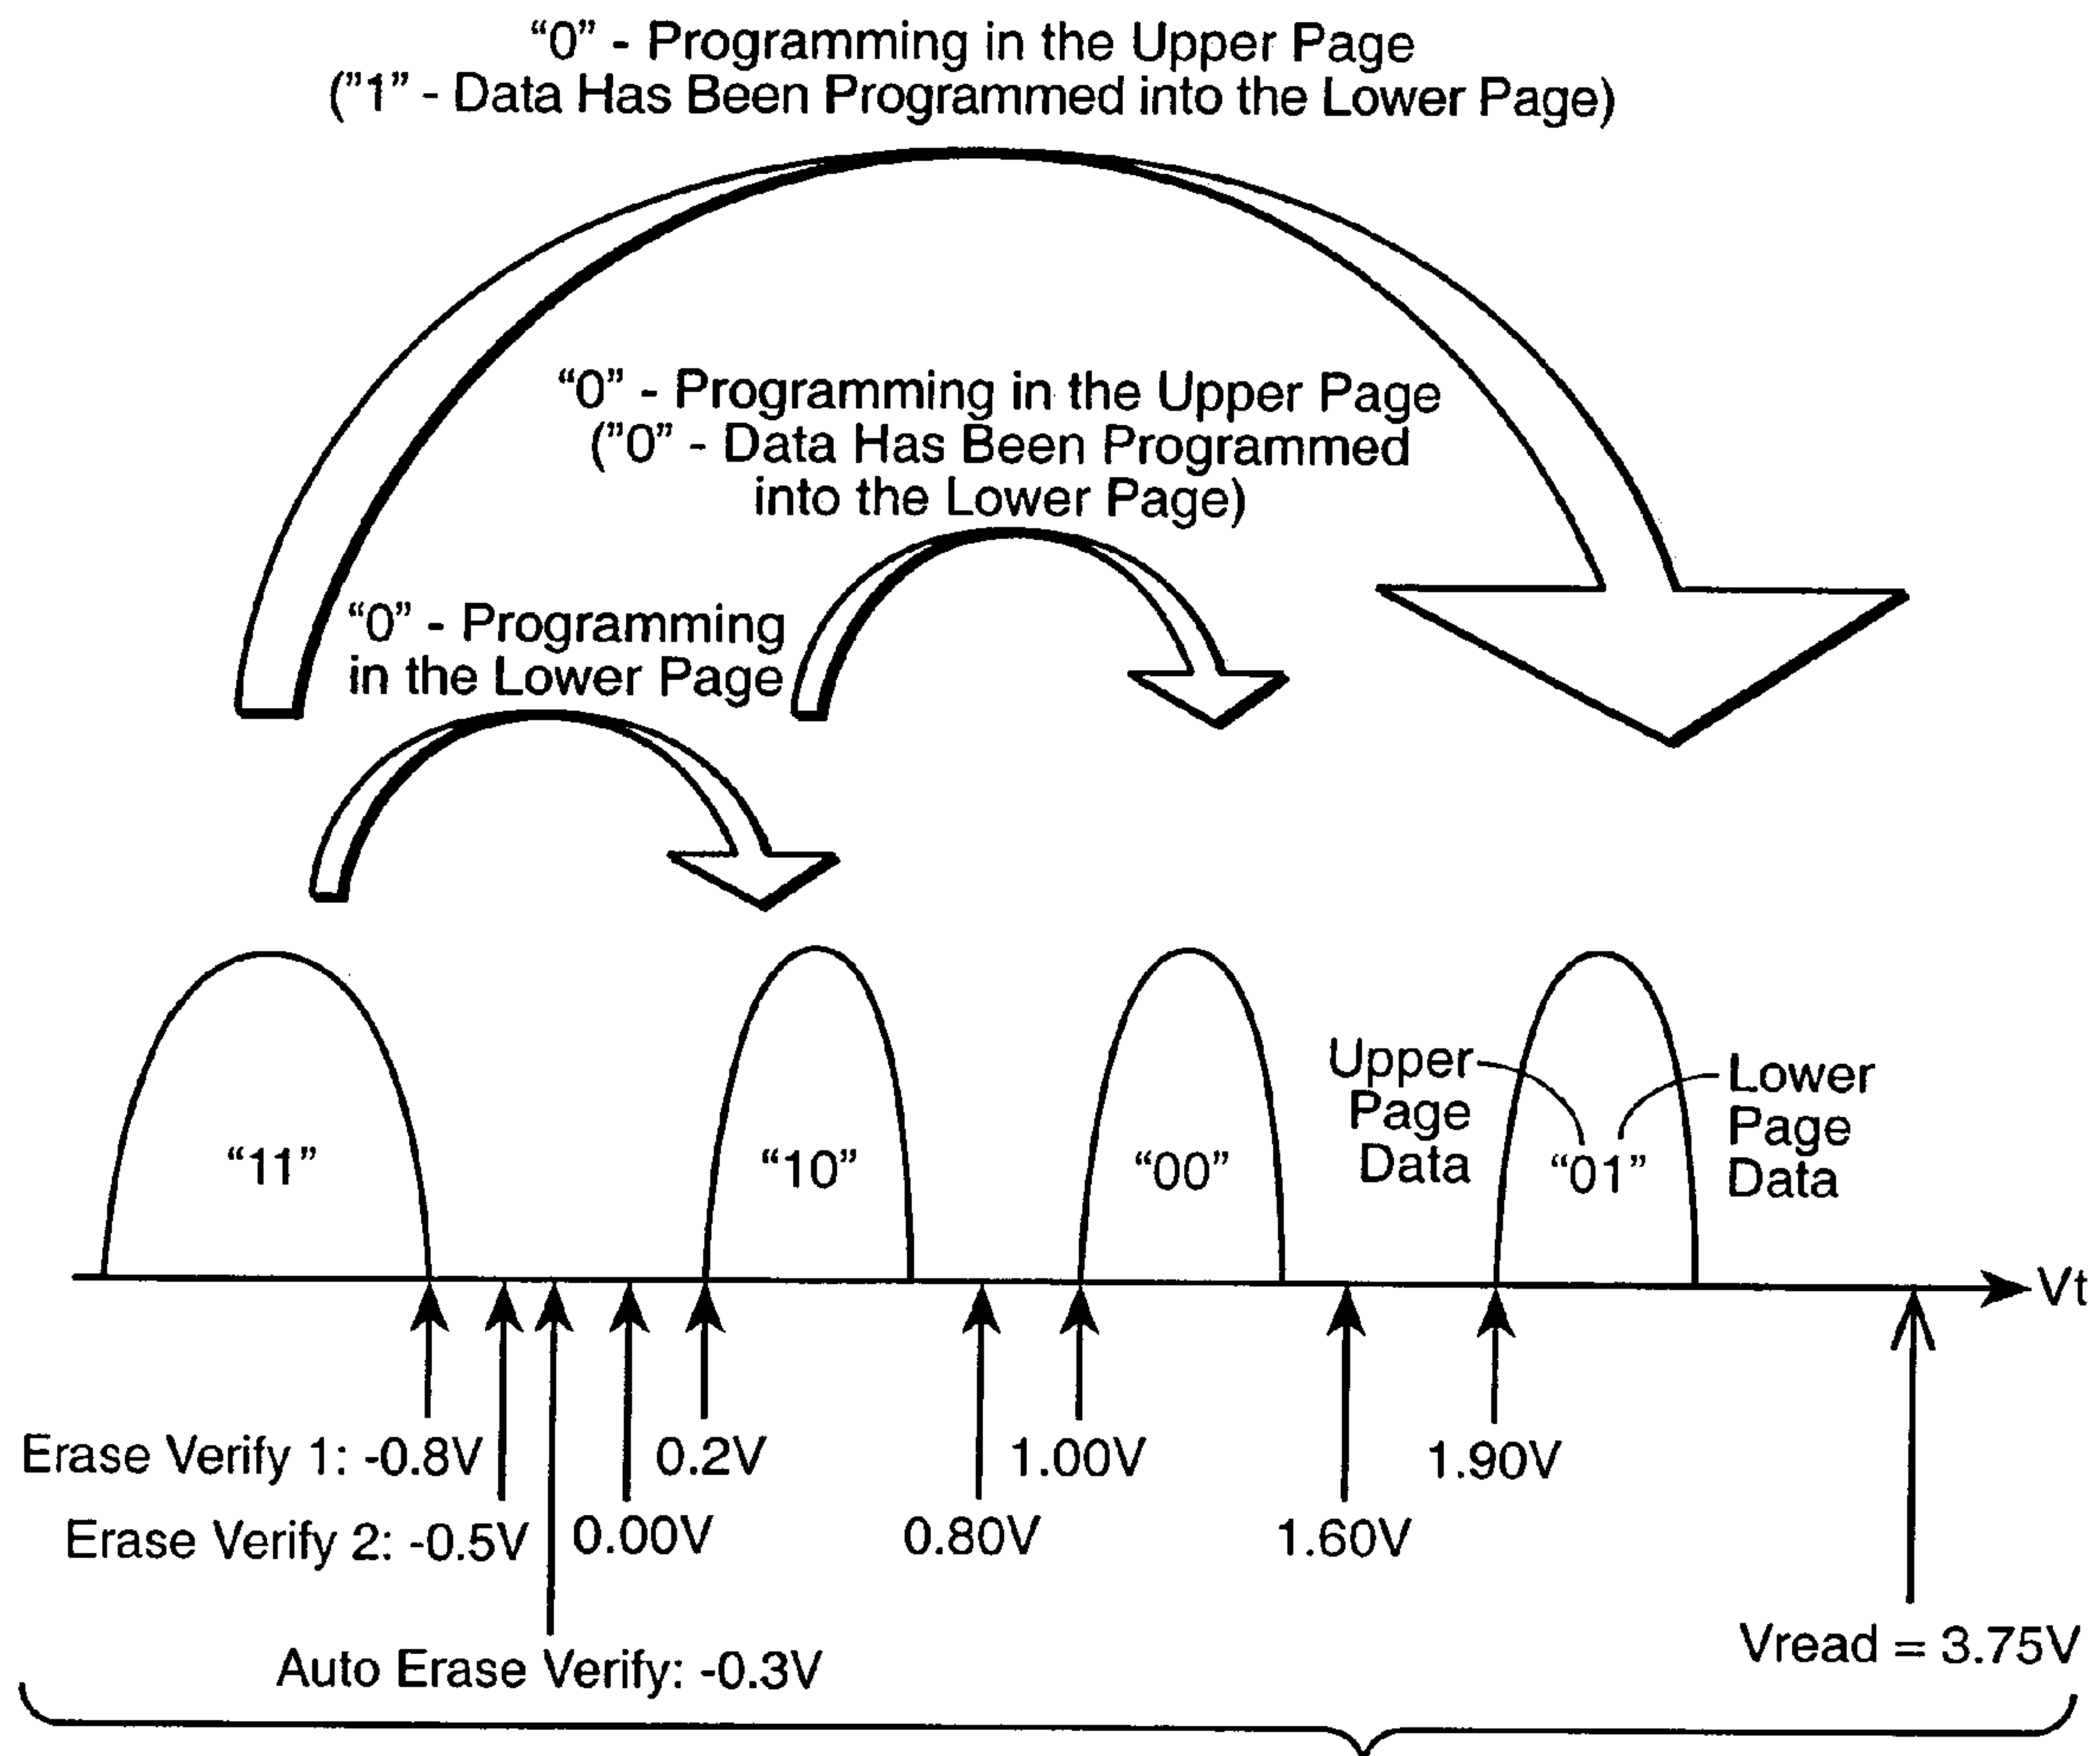 “0” - Programming in the Upper Page
(”1” - Data Has Been Programmed into the Lower Page)
“0” - Programming in the Upper Page
(”0” - Data Has Been Programmed
into the Lower Page)
“0” - Programming
in the Lower Page
Upper
Page
Data
Lower
Page
Data
“11”
“10”
“00”
“01”
Vt
Erase Verify 1: -0.8V
0.2V
1.00V
1.90V
Erase Verify 2: -0.5V
0.00V
0.80V
1.60V
Auto Erase Verify: -0.3V
Vread = 3.75V